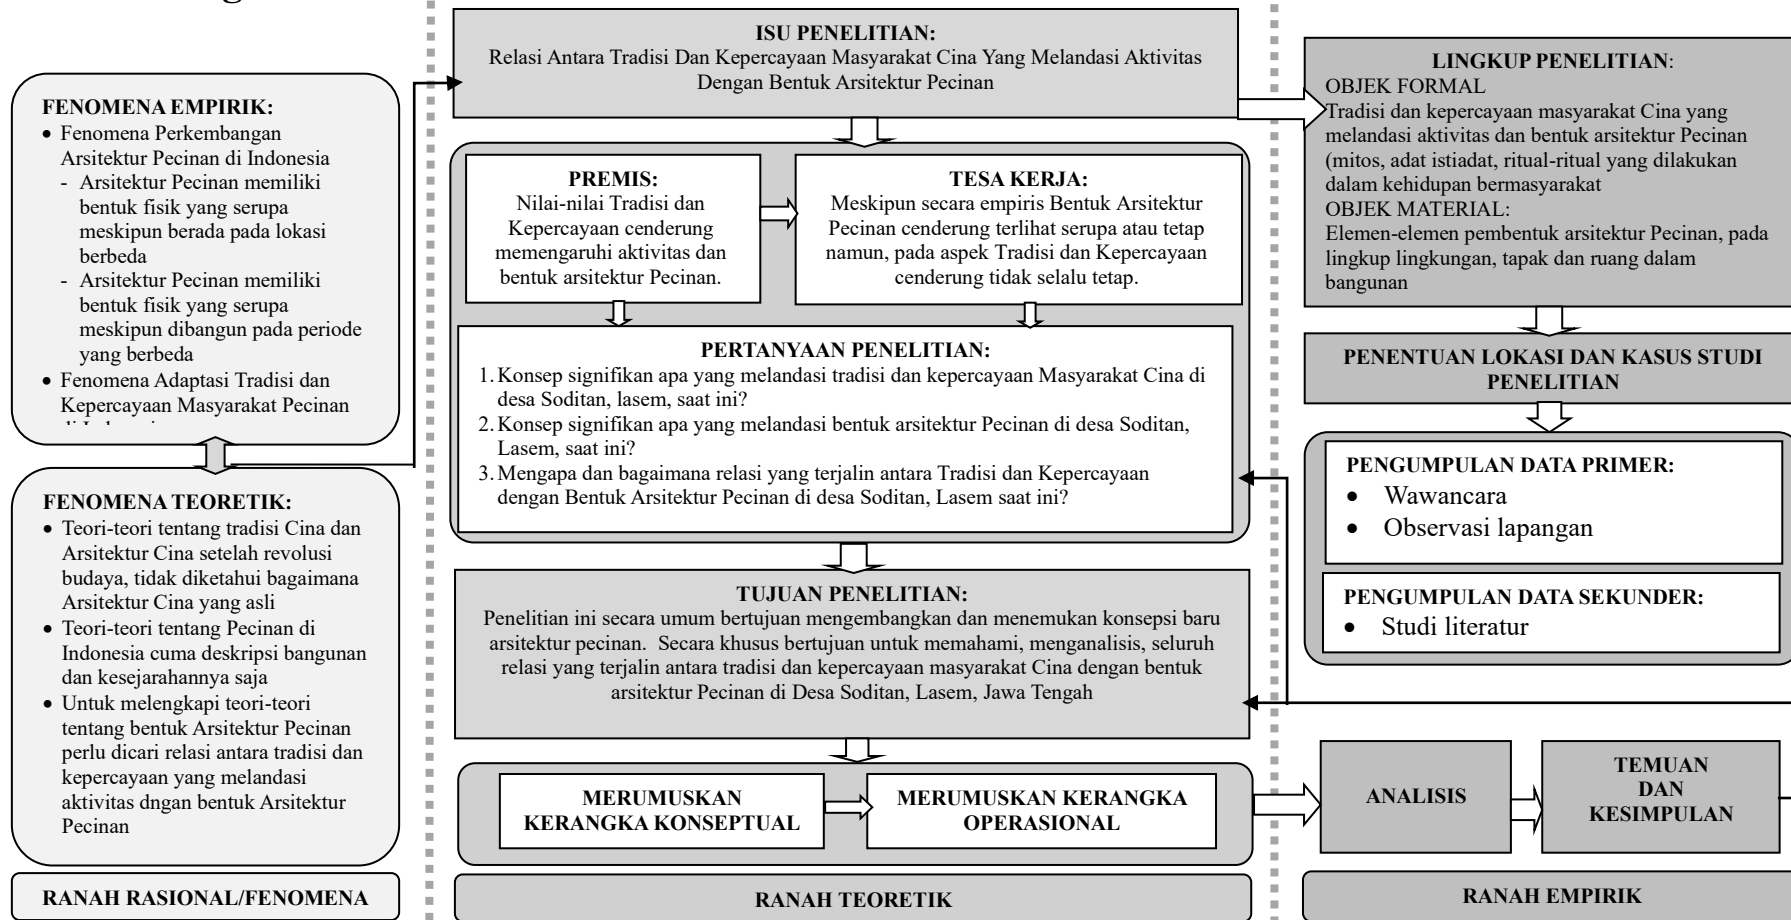 FENOMENA EMPIRIK:
• Fenomena Perkembangan
Arsitektur Pecinan di Indonesia
- Arsitektur Pecinan memiliki
bentuk fisik yang serupa
meskipun berada pada lokasi
berbeda
- Arsitektur Pecinan memiliki
bentuk fisik yang serupa
meskipun dibangun pada periode
yang berbeda
• Fenomena Adaptasi Tradisi dan
Kepercayaan Masyarakat Pecinan
FENOMENA TEORETIK:
• Teori-teori tentang tradisi Cina dan
Arsitektur Cina setelah revolusi
budaya, tidak diketahui bagaimana
Arsitektur Cina yang asli
• Teori-teori tentang Pecinan di
Indonesia cuma deskripsi bangunan
dan kesejarahannya saja
• Untuk melengkapi teori-teori
tentang bentuk Arsitektur Pecinan
perlu dicari relasi antara tradisi dan
kepercayaan yang melandasi
aktivitas dngan bentuk Arsitektur
Pecinan
RANAH RASIONAL/FENOMENA
ISU PENELITIAN:
Relasi Antara Tradisi Dan Kepercayaan Masyarakat Cina Yang Melandasi Aktivitas
Dengan Bentuk Arsitektur Pecinan
PREMIS:
Nilai-nilai Tradisi dan
Kepercayaan cenderung
memengaruhi aktivitas dan
bentuk arsitektur Pecinan.
TESA KERJA:
Meskipun secara empiris Bentuk Arsitektur
Pecinan cenderung terlihat serupa atau tetap
namun, pada aspek Tradisi dan Kepercayaan
cenderung tidak selalu tetap.
PERTANYAAN PENELITIAN:
1. Konsep signifikan apa yang melandasi tradisi dan kepercayaan Masyarakat Cina di
desa Soditan, lasem, saat ini?
2. Konsep signifikan apa yang melandasi bentuk arsitektur Pecinan di desa Soditan,
Lasem, saat ini?
3. Mengapa dan bagaimana relasi yang terjalin antara Tradisi dan Kepercayaan
dengan Bentuk Arsitektur Pecinan di desa Soditan, Lasem saat ini?
TUJUAN PENELITIAN:
Penelitian ini secara umum bertujuan mengembangkan dan menemukan konsepsi baru
arsitektur pecinan. Secara khusus bertujuan untuk memahami, menganalisis, seluruh
relasi yang terjalin antara tradisi dan kepercayaan masyarakat Cina dengan bentuk
arsitektur Pecinan di Desa Soditan, Lasem, Jawa Tengah
MERUMUSKAN
KERANGKA KONSEPTUAL
MERUMUSKAN KERANGKA
OPERASIONAL
RANAH TEORETIK
LINGKUP PENELITIAN:
OBJEK FORMAL
Tradisi dan kepercayaan masyarakat Cina yang
melandasi aktivitas dan bentuk arsitektur Pecinan
(mitos, adat istiadat, ritual-ritual yang dilakukan
dalam kehidupan bermasyarakat
OBJEK MATERIAL:
Elemen-elemen pembentuk arsitektur Pecinan, pada
lingkup lingkungan, tapak dan ruang dalam
bangunan
PENENTUAN LOKASI DAN KASUS STUDI
PENELITIAN
PENGUMPULAN DATA PRIMER:
• Wawancara
• Observasi lapangan
PENGUMPULAN DATA SEKUNDER:
• Studi literatur
ANALISIS
TEMUAN
DAN
KESIMPULAN
RANAH EMPIRIK